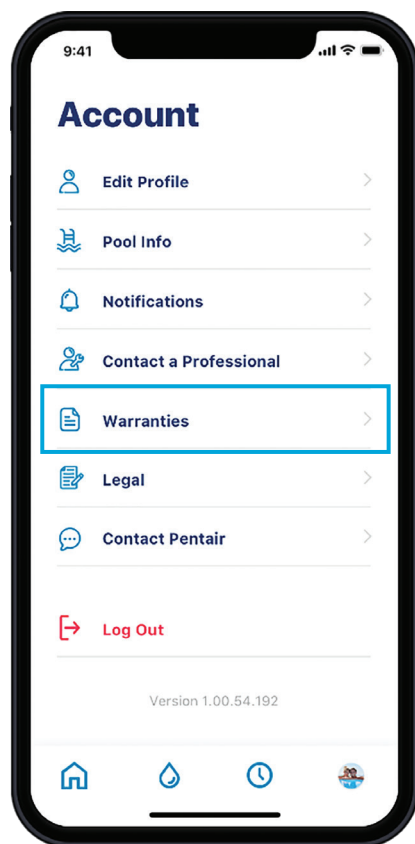 9:41
Account
Edit Profile
Pool Info
Notifications
Contact a Professional
Warranties
Legal
Contact Pentair
Log Out
Version 1.00.54.192